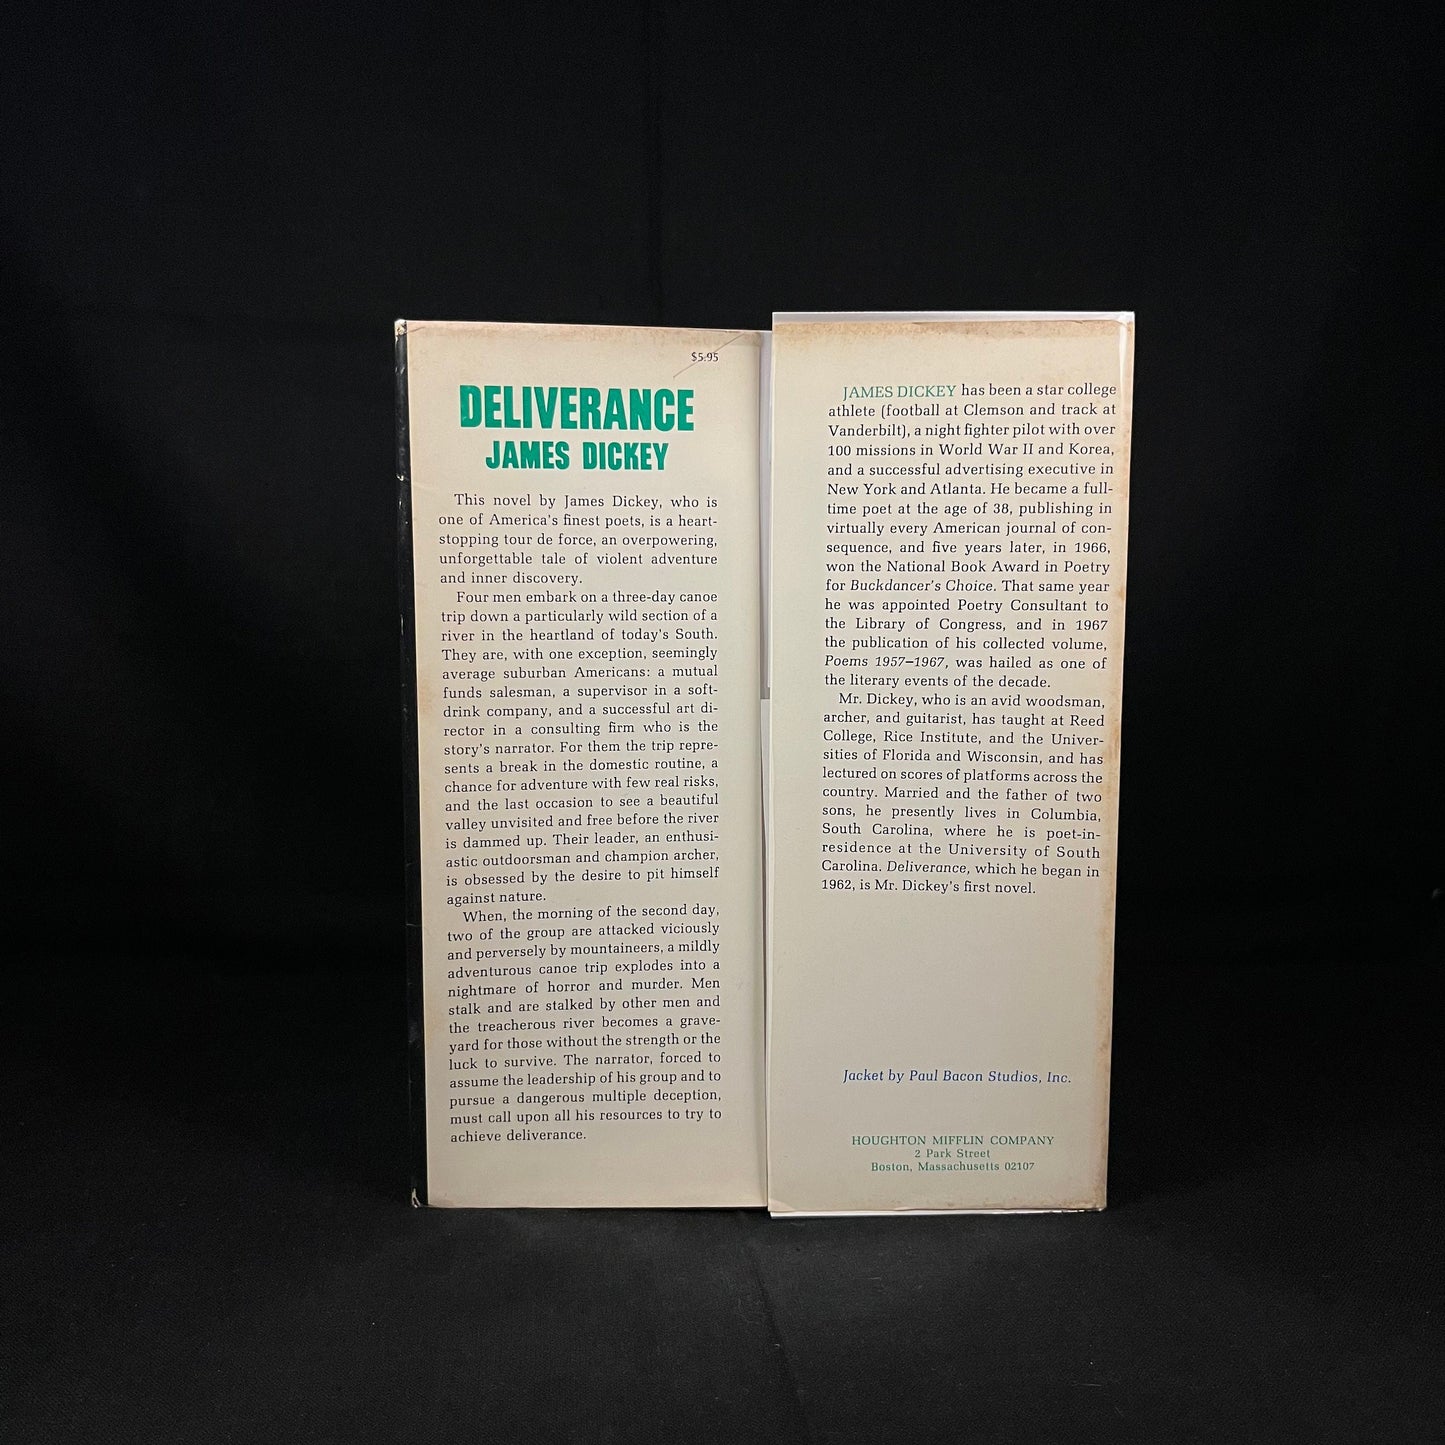 $5.95
DELIVERANCE
JAMES DICKEY
This novel by James Dickey, who is
one of America's finest poets, is a heart-
stopping tour de force, an overpowering,
unforgettable tale of violent adventure
and inner discovery.
Four men embark on a three-day canoe
trip down a particularly wild section of a
river in the heartland of today's South.
They are, with one exception, seemingly
average suburban Americans: a mutual
funds salesman, a supervisor in a soft-
drink company, and a successful art di-
rector in a consulting firm who is the
story's narrator. For them the trip repre-
sents a break in the domestic routine, a
chance for adventure with few real risks,
and the last occasion to see a beautiful
valley unvisited and free before the river
is dammed up. Their leader, an enthusi-
astic outdoorsman and champion archer,
is obsessed by the desire to pit himself
against nature.
When, the morning of the second day,
two of the group are attacked viciously
and perversely by mountaineers, a mildly
adventurous canoe trip explodes into a
nightmare of horror and murder. Men
stalk and are stalked by other men and
the treacherous river becomes a grave-
yard for those without the strength or the
luck to survive. The narrator, forced to
assume the leadership of his group and to
pursue a dangerous multiple deception,
must call upon all his resources to try to
achieve deliverance.
JAMES DICKEY has been a star college
athlete (football at Clemson and track at
Vanderbilt), a night fighter pilot with over
100 missions in World War II and Korea,
and a successful advertising executive in
New York and Atlanta. He became a full-
time poet at the age of 38, publishing in
virtually every American journal of con-
sequence, and five years later, in 1966,
won the National Book Award in Poetry
for Buckdancer's Choice. That same year
he was appointed Poetry Consultant to
the Library of Congress, and in 1967
the publication of his collected volume,
Poems 1957–1967, was hailed as one of
the literary events of the decade.
Mr. Dickey, who is an avid woodsman,
archer, and guitarist, has taught at Reed
College, Rice Institute, and the Univer-
sities of Florida and Wisconsin, and has
lectured on scores of platforms across the
country. Married and the father of two
sons, he presently lives in Columbia,
South Carolina, where he is poet-in-
residence at the University of South
Carolina. Deliverance, which he began in
1962, is Mr. Dickey's first novel.
Jacket by Paul Bacon Studios, Inc.
HOUGHTON MIFFLIN COMPANY
2 Park Street
Boston, Massachusetts 02107